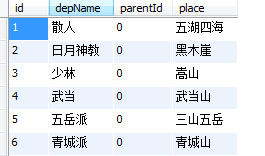 id depName parentId place
1 散人 0 五湖四海
2 日月神教 0 黑木崖
3 少林 0 嵩山
4 武当 0 武当山
5 五岳派 0 三山五岳
6 青城派 0 青城山